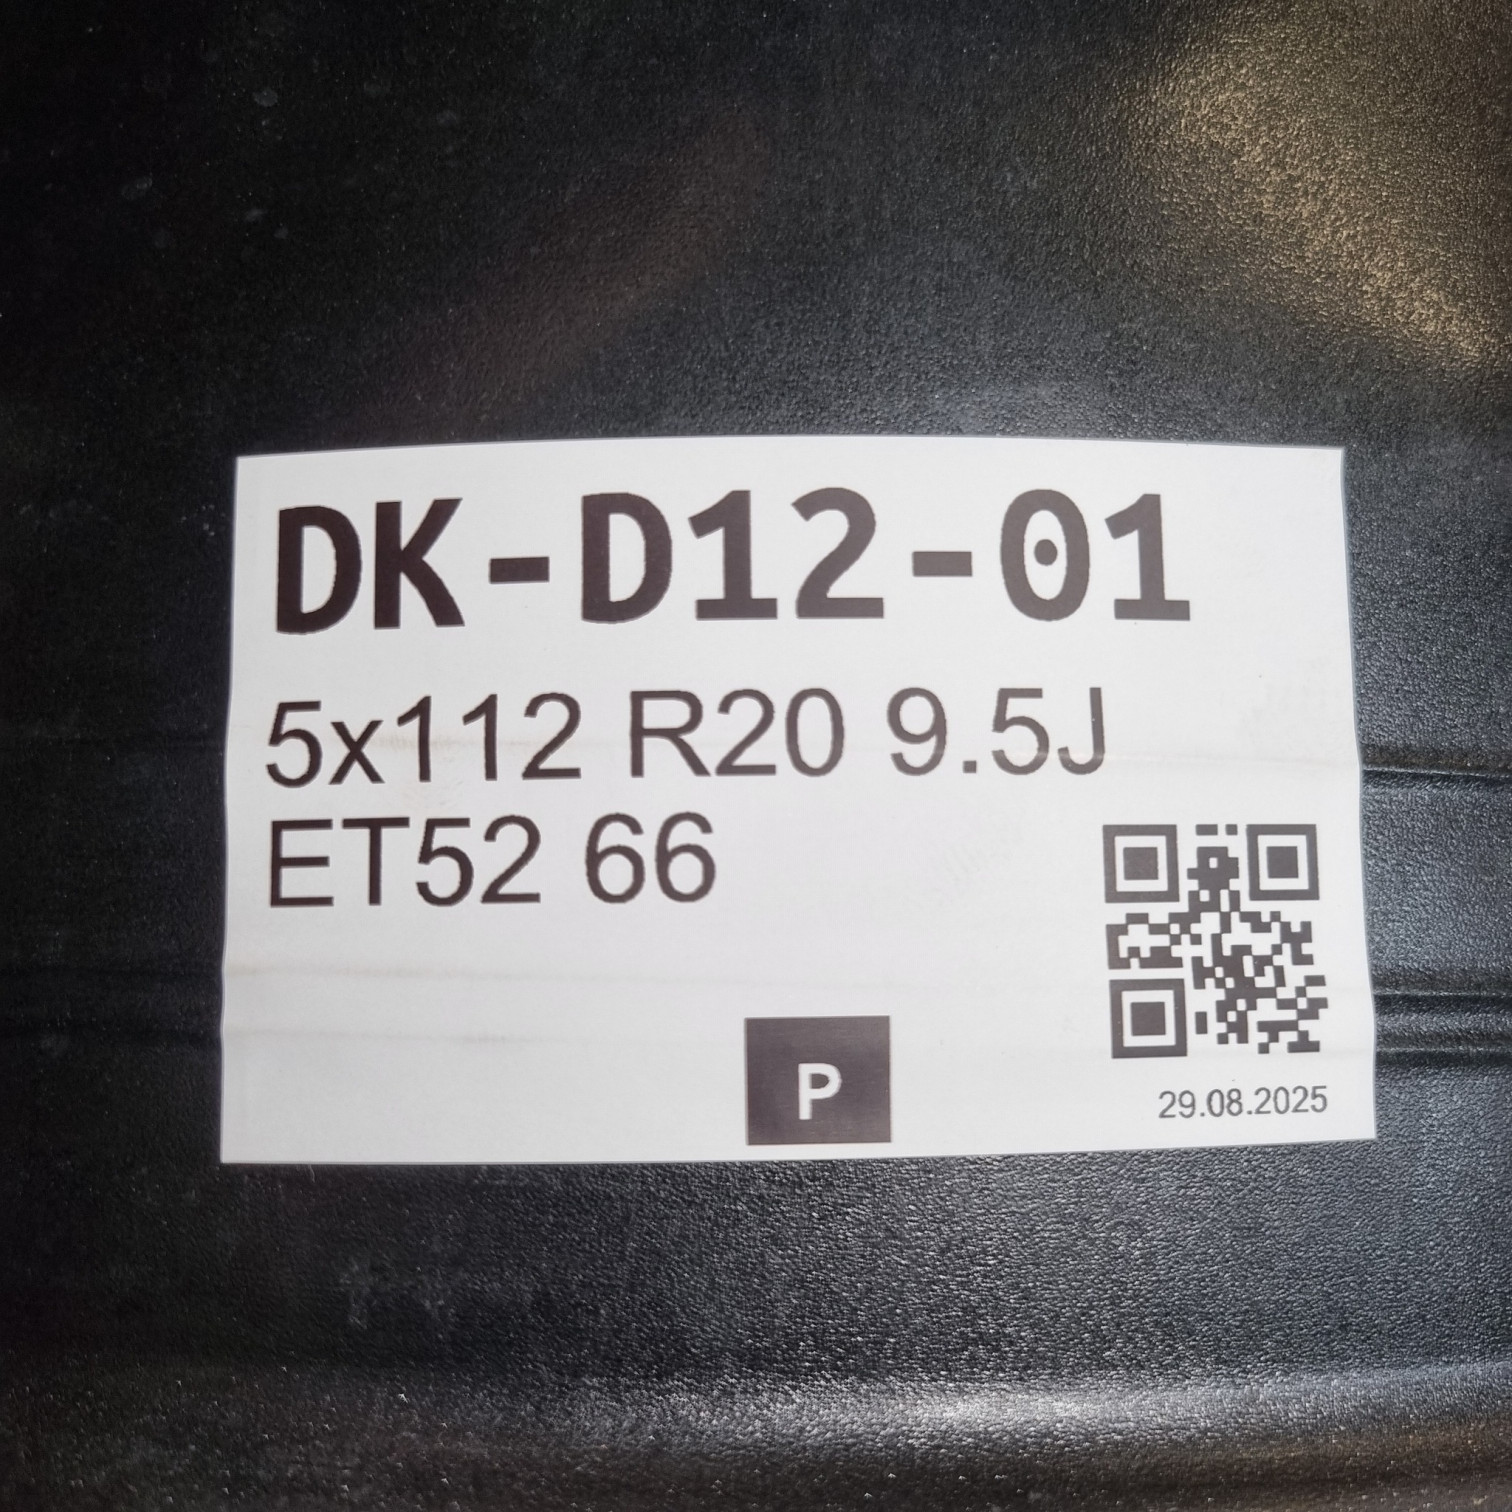 DK-D12-01
5x112 R20 9.5J
ET52 66
P
29.08.2025